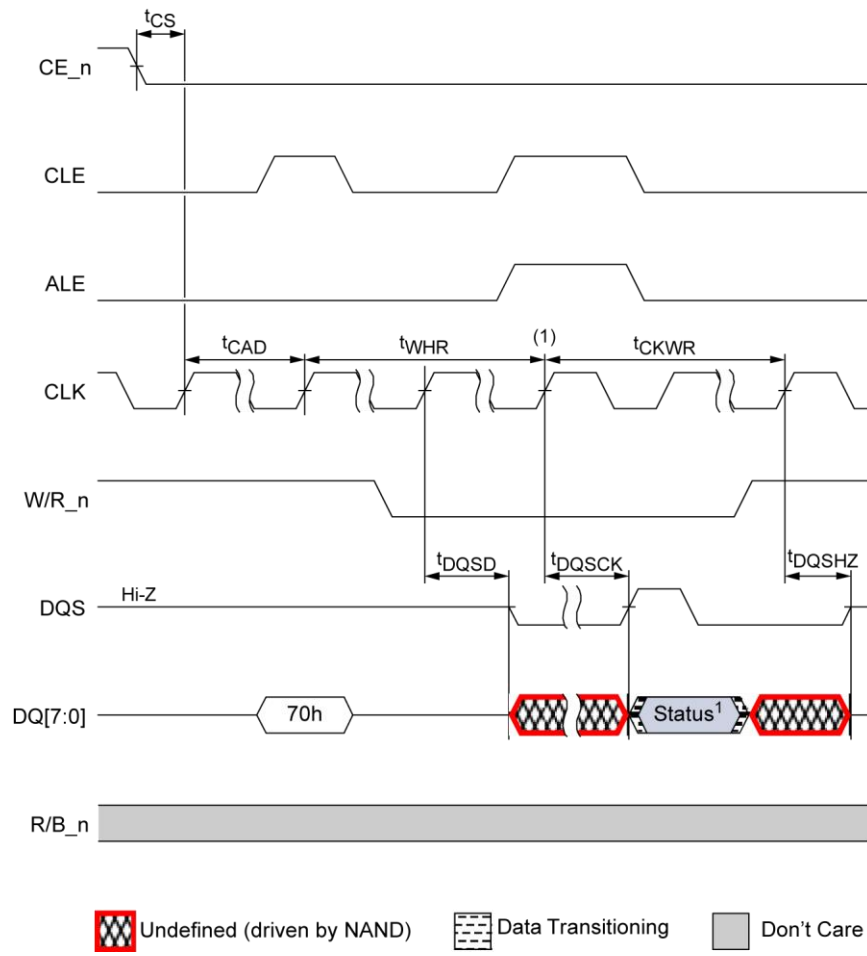 tCS
CE_n
CLE
ALE
tCAD
tWHR
(1)
tCKWR
CLK
W/R_n
tDQSD
tDQSCK
tDQSHZ
Hi-Z
DQS
DQ[7:0]
70h
Status1
R/B_n
Undefined (driven by NAND)
Data Transitioning
Don't Care